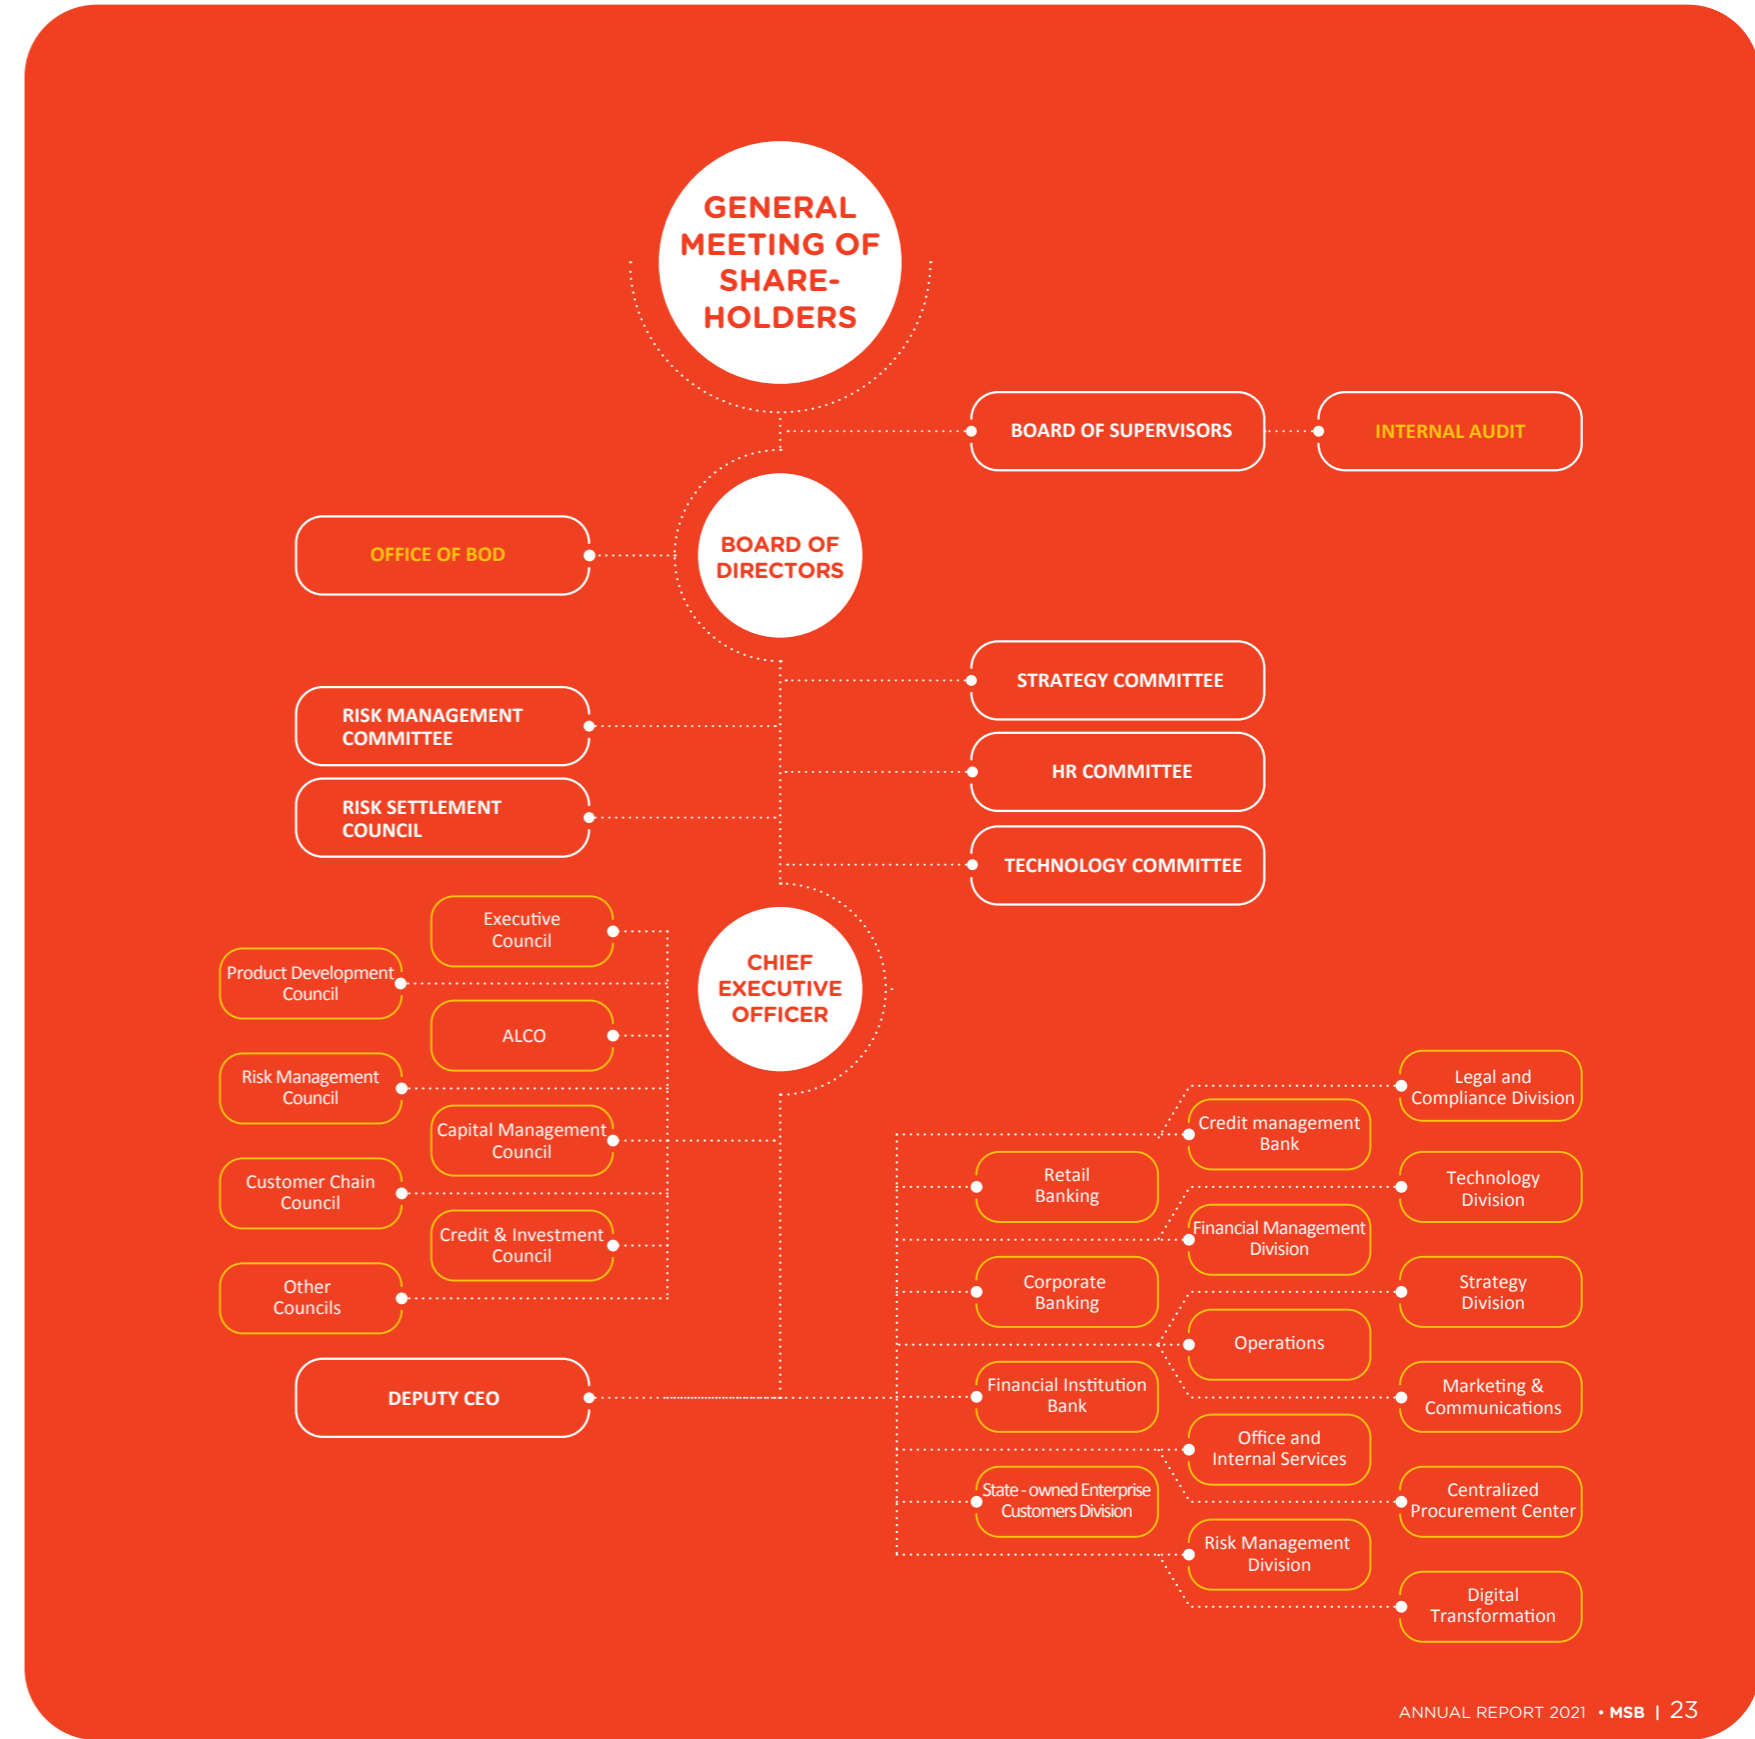 GENERAL
MEETING OF
SHARE-
HOLDERS
BOARD OF SUPERVISORS
INTERNAL AUDIT
BOARD OF
DIRECTORS
OFFICE OF BOD
STRATEGY COMMITTEE
RISK MANAGEMENT
COMMITTEE
HR COMMITTEE
RISK SETTLEMENT
COUNCIL
TECHNOLOGY COMMITTEE
CHIEF
EXECUTIVE
OFFICER
Executive
Council
Product Development
Council
ALCO
Risk Management
Council
Capital Management
Council
Customer Chain
Council
Credit & Investment
Council
Other
Councils
DEPUTY CEO
Legal and
Compliance Division
Credit management
Bank
Retail
Banking
Technology
Division
Financial Management
Division
Corporate
Banking
Strategy
Division
Operations
Financial Institution
Bank
Marketing &
Communications
Office and
Internal Services
State - owned Enterprise
Customers Division
Centralized
Procurement Center
Risk Management
Division
Digital
Transformation
ANNUAL REPORT 2021 • MSB | 23